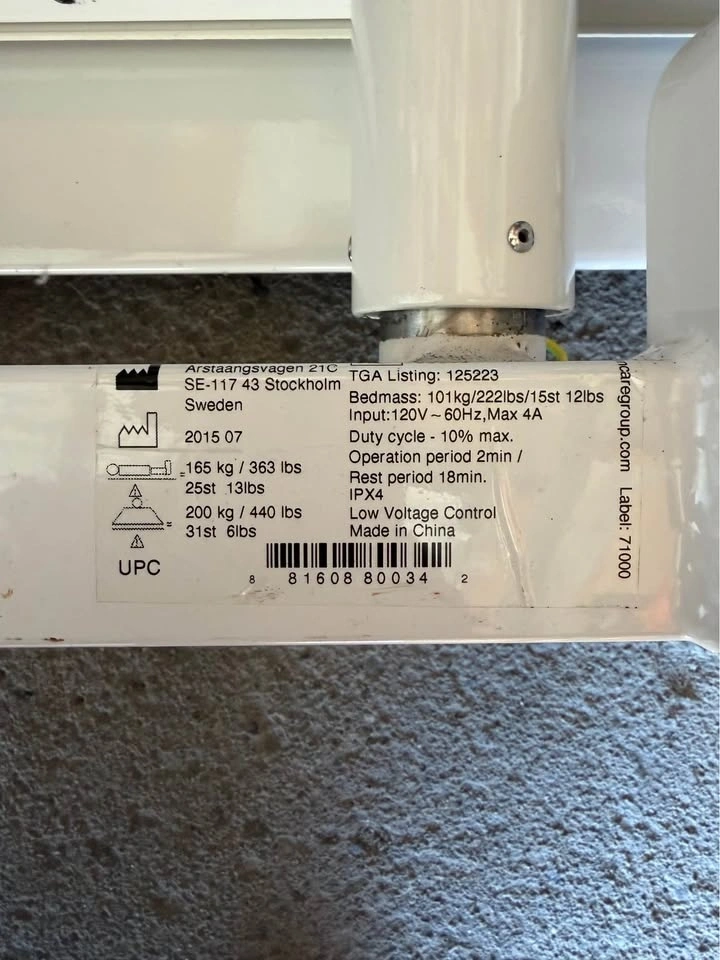 Årstaängsvägen 21C
SE-117 43 Stockholm
Sweden
2015 07
165 kg / 363 lbs
25st 13lbs
200 kg / 440 lbs
31st 6lbs
UPC
TGA Listing: 125223
Bedmass: 101kg/222lbs/15st 12lbs
Input:120V~60Hz,Max 4A
Duty cycle - 10% max.
Operation period 2min /
Rest period 18min.
IPX4
Low Voltage Control
Made in China
8 81608 80034 2
ncaregroup.com Label: 71000